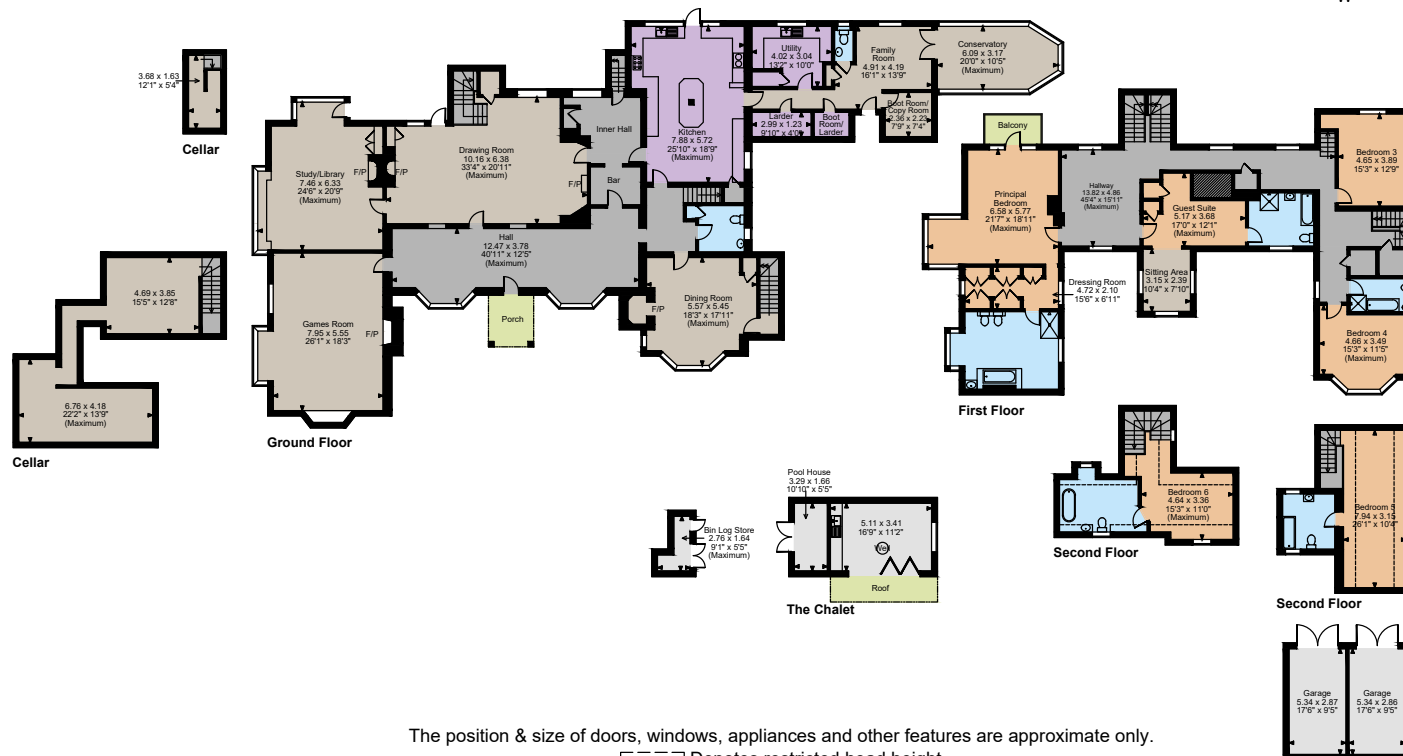 3.68 x 1.63
12'1" x 5'4"
Cellar
4.69 x 3.85
15'5" x 12'8"
6.76 x 4.18
22'2" x 13'9"
(Maximum)
Cellar
Study/Library
7.46 x 6.33
24'6" x 20'9"
(Maximum)
F/P
F/P
Drawing Room
10.16 x 6.38
33'4" x 20'11"
(Maximum)
F/P
Inner Hall
Bar
Hall
12.47 x 3.78
40'11" x 12'5"
(Maximum)
Porch
Games Room
7.95 x 5.55
26'1" x 18'3"
F/P
Ground Floor
Kitchen
7.88 x 5.72
25'10" x 18'9"
(Maximum)
Utility
4.02 x 3.04
13'2" x 10'0"
Larder
2.99 x 1.23
9'10" x 4'0"
Boot
Room/
Larder
Family
Room
4.91 x 4.19
16'1" x 13'9"
Boot Room/
Copy Room
2.36 x 2.23
7'9" x 7'4"
Conservatory
6.09 x 3.17
20'0" x 10'5"
(Maximum)
Dining Room
5.57 x 5.45
18'3" x 17'11"
(Maximum)
F/P
Balcony
Principal
Bedroom
6.58 x 5.77
21'7" x 18'11"
(Maximum)
Hallway
13.82 x 4.86
45'4" x 15'11"
(Maximum)
Guest Suite
5.17 x 3.68
17'0" x 12'1"
(Maximum)
Sitting Area
3.15 x 2.39
10'4" x 7'10"
Dressing Room
4.72 x 2.10
15'6" x 6'11"
Bedroom 3
4.65 x 3.89
15'3" x 12'9"
Bedroom 4
4.66 x 3.49
15'3" x 11'5"
(Maximum)
First Floor
Bedroom 6
4.64 x 3.36
15'3" x 11'0"
(Maximum)
Second Floor
Bedroom 5
7.94 x 3.15
26'1" x 10'4"
Second Floor
Bin Log Store
2.76 x 1.64
9'1" x 5'5"
(Maximum)
Pool House
3.29 x 1.66
10'10" x 5'5"
5.11 x 3.41
16'9" x 11'2"
Well
Roof
The Chalet
Garage
5.34 x 2.87
17'6" x 9'5"
Garage
5.34 x 2.86
17'6" x 9'5"
The position & size of doors, windows, appliances and other features are approximate only.
Denotes restricted head height